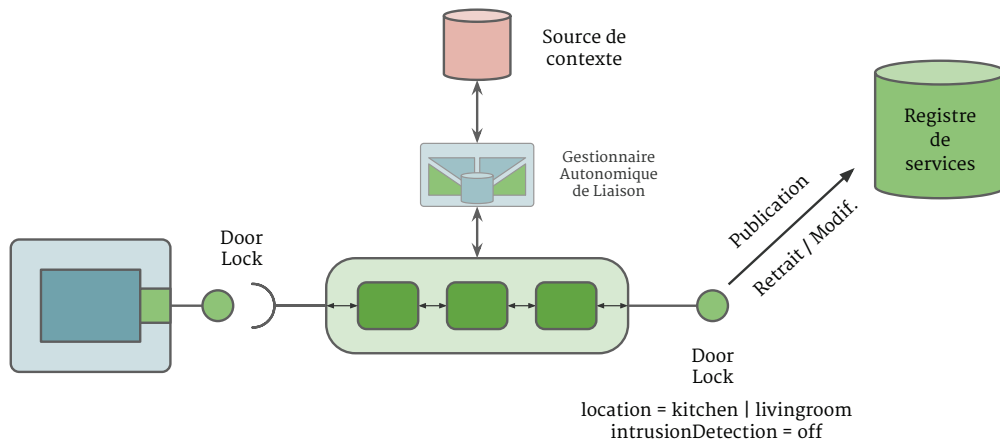 Source de
contexte
Registre
de
services
Gestionnaire
Autonomique
de Liaison
Publication
Retrait / Modif.
Door
Lock
Door
Lock
location = kitchen | livingroom
intrusionDetection = off